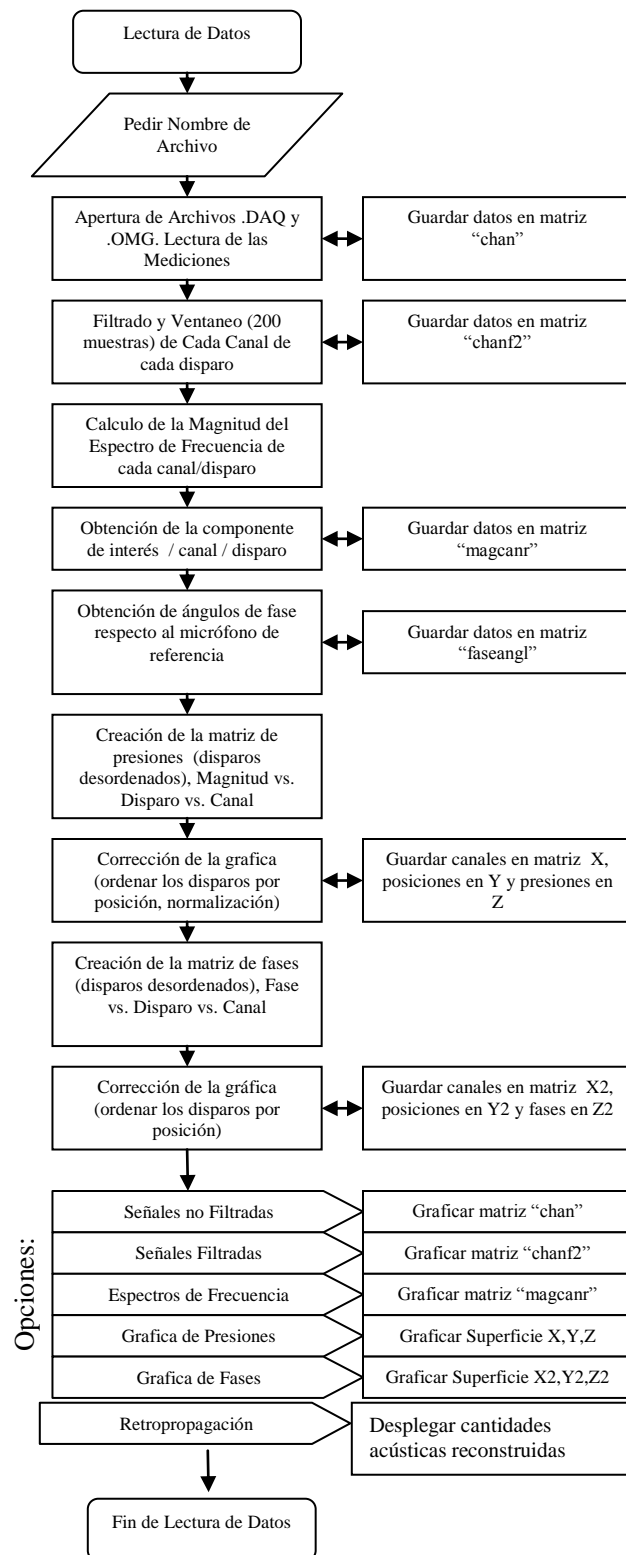 Lectura de Datos
Pedir Nombre de
Archivo
Apertura de Archivos .DAQ y
.OMG. Lectura de las
Mediciones
Guardar datos en matriz
“chan”
Filtrado y Ventaneo (200
muestras) de Cada Canal de
cada disparo
Guardar datos en matriz
“chanf2”
Calculo de la Magnitud del
Espectro de Frecuencia de
cada canal/disparo
Obtención de la componente
de interés / canal / disparo
Guardar datos en matriz
“magcanr”
Obtención de ángulos de fase
respecto al micrófono de
referencia
Guardar datos en matriz
“faseangl”
Creación de la matriz de
presiones (disparos
desordenados), Magnitud vs.
Disparo vs. Canal
Corrección de la grafica
(ordenar los disparos por
posición, normalización)
Guardar canales en matriz X,
posiciones en Y y presiones en
Z
Creación de la matriz de fases
(disparos desordenados), Fase
vs. Disparo vs. Canal
Corrección de la gráfica
(ordenar los disparos por
posición)
Guardar canales en matriz X2,
posiciones en Y2 y fases en Z2
Opciones:
Señales no Filtradas
Graficar matriz “chan”
Señales Filtradas
Graficar matriz “chanf2”
Espectros de Frecuencia
Graficar matriz “magcanr”
Grafica de Presiones
Graficar Superficie X,Y,Z
Grafica de Fases
Graficar Superficie X2,Y2,Z2
Retropropagación
Desplegar cantidades
acústicas reconstruidas
Fin de Lectura de Datos